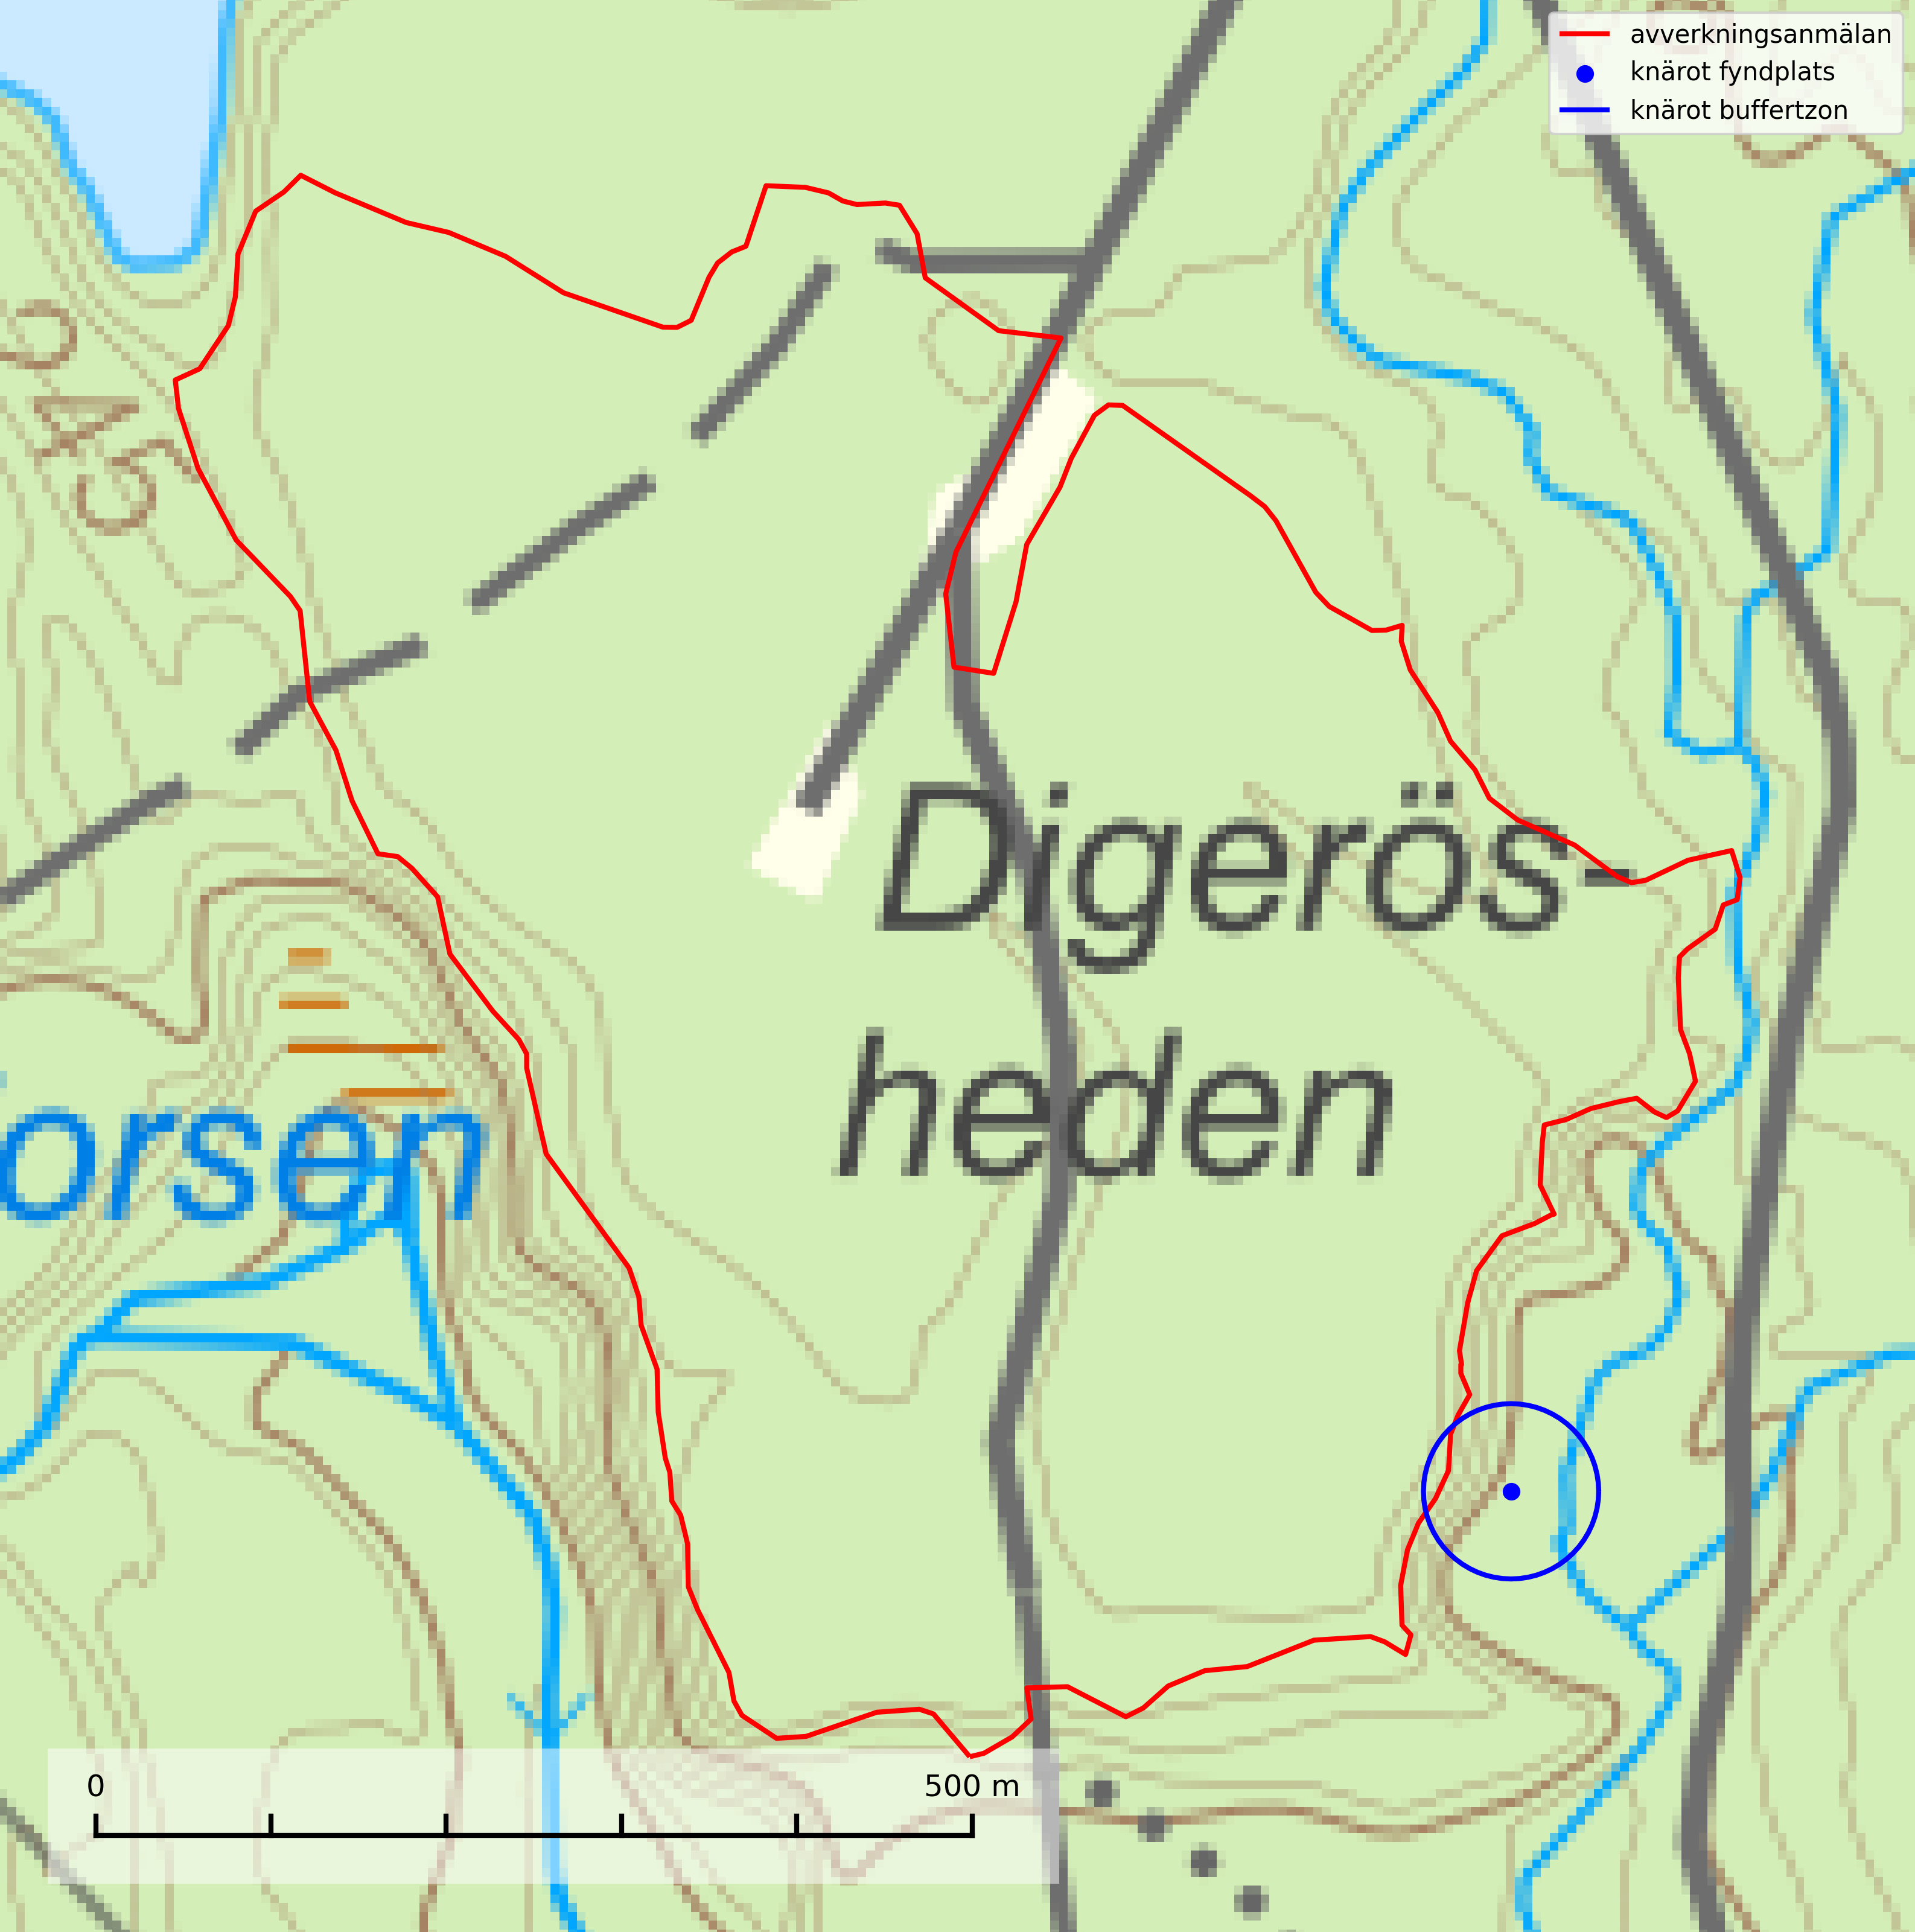 avverkningsanmälan
knärot fyndplats
knärot buffertzon
Digerös-
heden
orsen
0 500 m